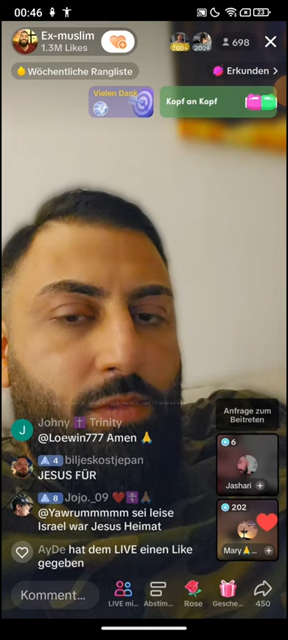 00:46
23
Ex-muslim
1.3M Likes
200+
200+
698
Wöchentliche Rangliste
Erkunden >
Vielen Dank
Kopf an Kopf
Johny ✝️ Trinity
@Loewin777 Amen 🙏
Anfrage zum
Beitreten
6
Jashari +
4 biljeskostjepan
JESUS FÜR
8 Jojo._09 ❤️✝️🙏
@Yawrummmmm sei leise
Israel war Jesus Heimat
202
Mary🙏... +
AyDe hat dem LIVE einen Like
gegeben
Komment...
LIVE mi...
Abstim...
Rose
Gesche...
450